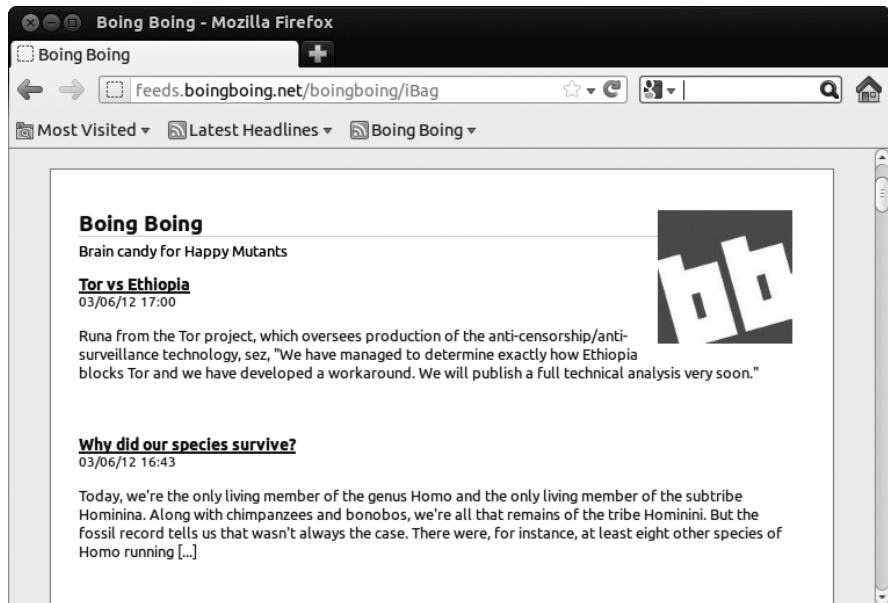 Boing Boing - Mozilla Firefox
Boing Boing
feeds.boingboing.net/boingboing/iBag
Most Visited
Latest Headlines
Boing Boing
Boing Boing
Brain candy for Happy Mutants
bb
Tor vs Ethiopia
03/06/12 17:00
Runa from the Tor project, which oversees production of the anti-censorship/anti-
surveillance technology, sez, "We have managed to determine exactly how Ethiopia
blocks Tor and we have developed a workaround. We will publish a full technical analysis very soon."
Why did our species survive?
03/06/12 16:43
Today, we're the only living member of the genus Homo and the only living member of the subtribe
Hominina. Along with chimpanzees and bonobos, we're all that remains of the tribe Hominini. But the
fossil record tells us that wasn't always the case. There were, for instance, at least eight other species of
Homo running [...]